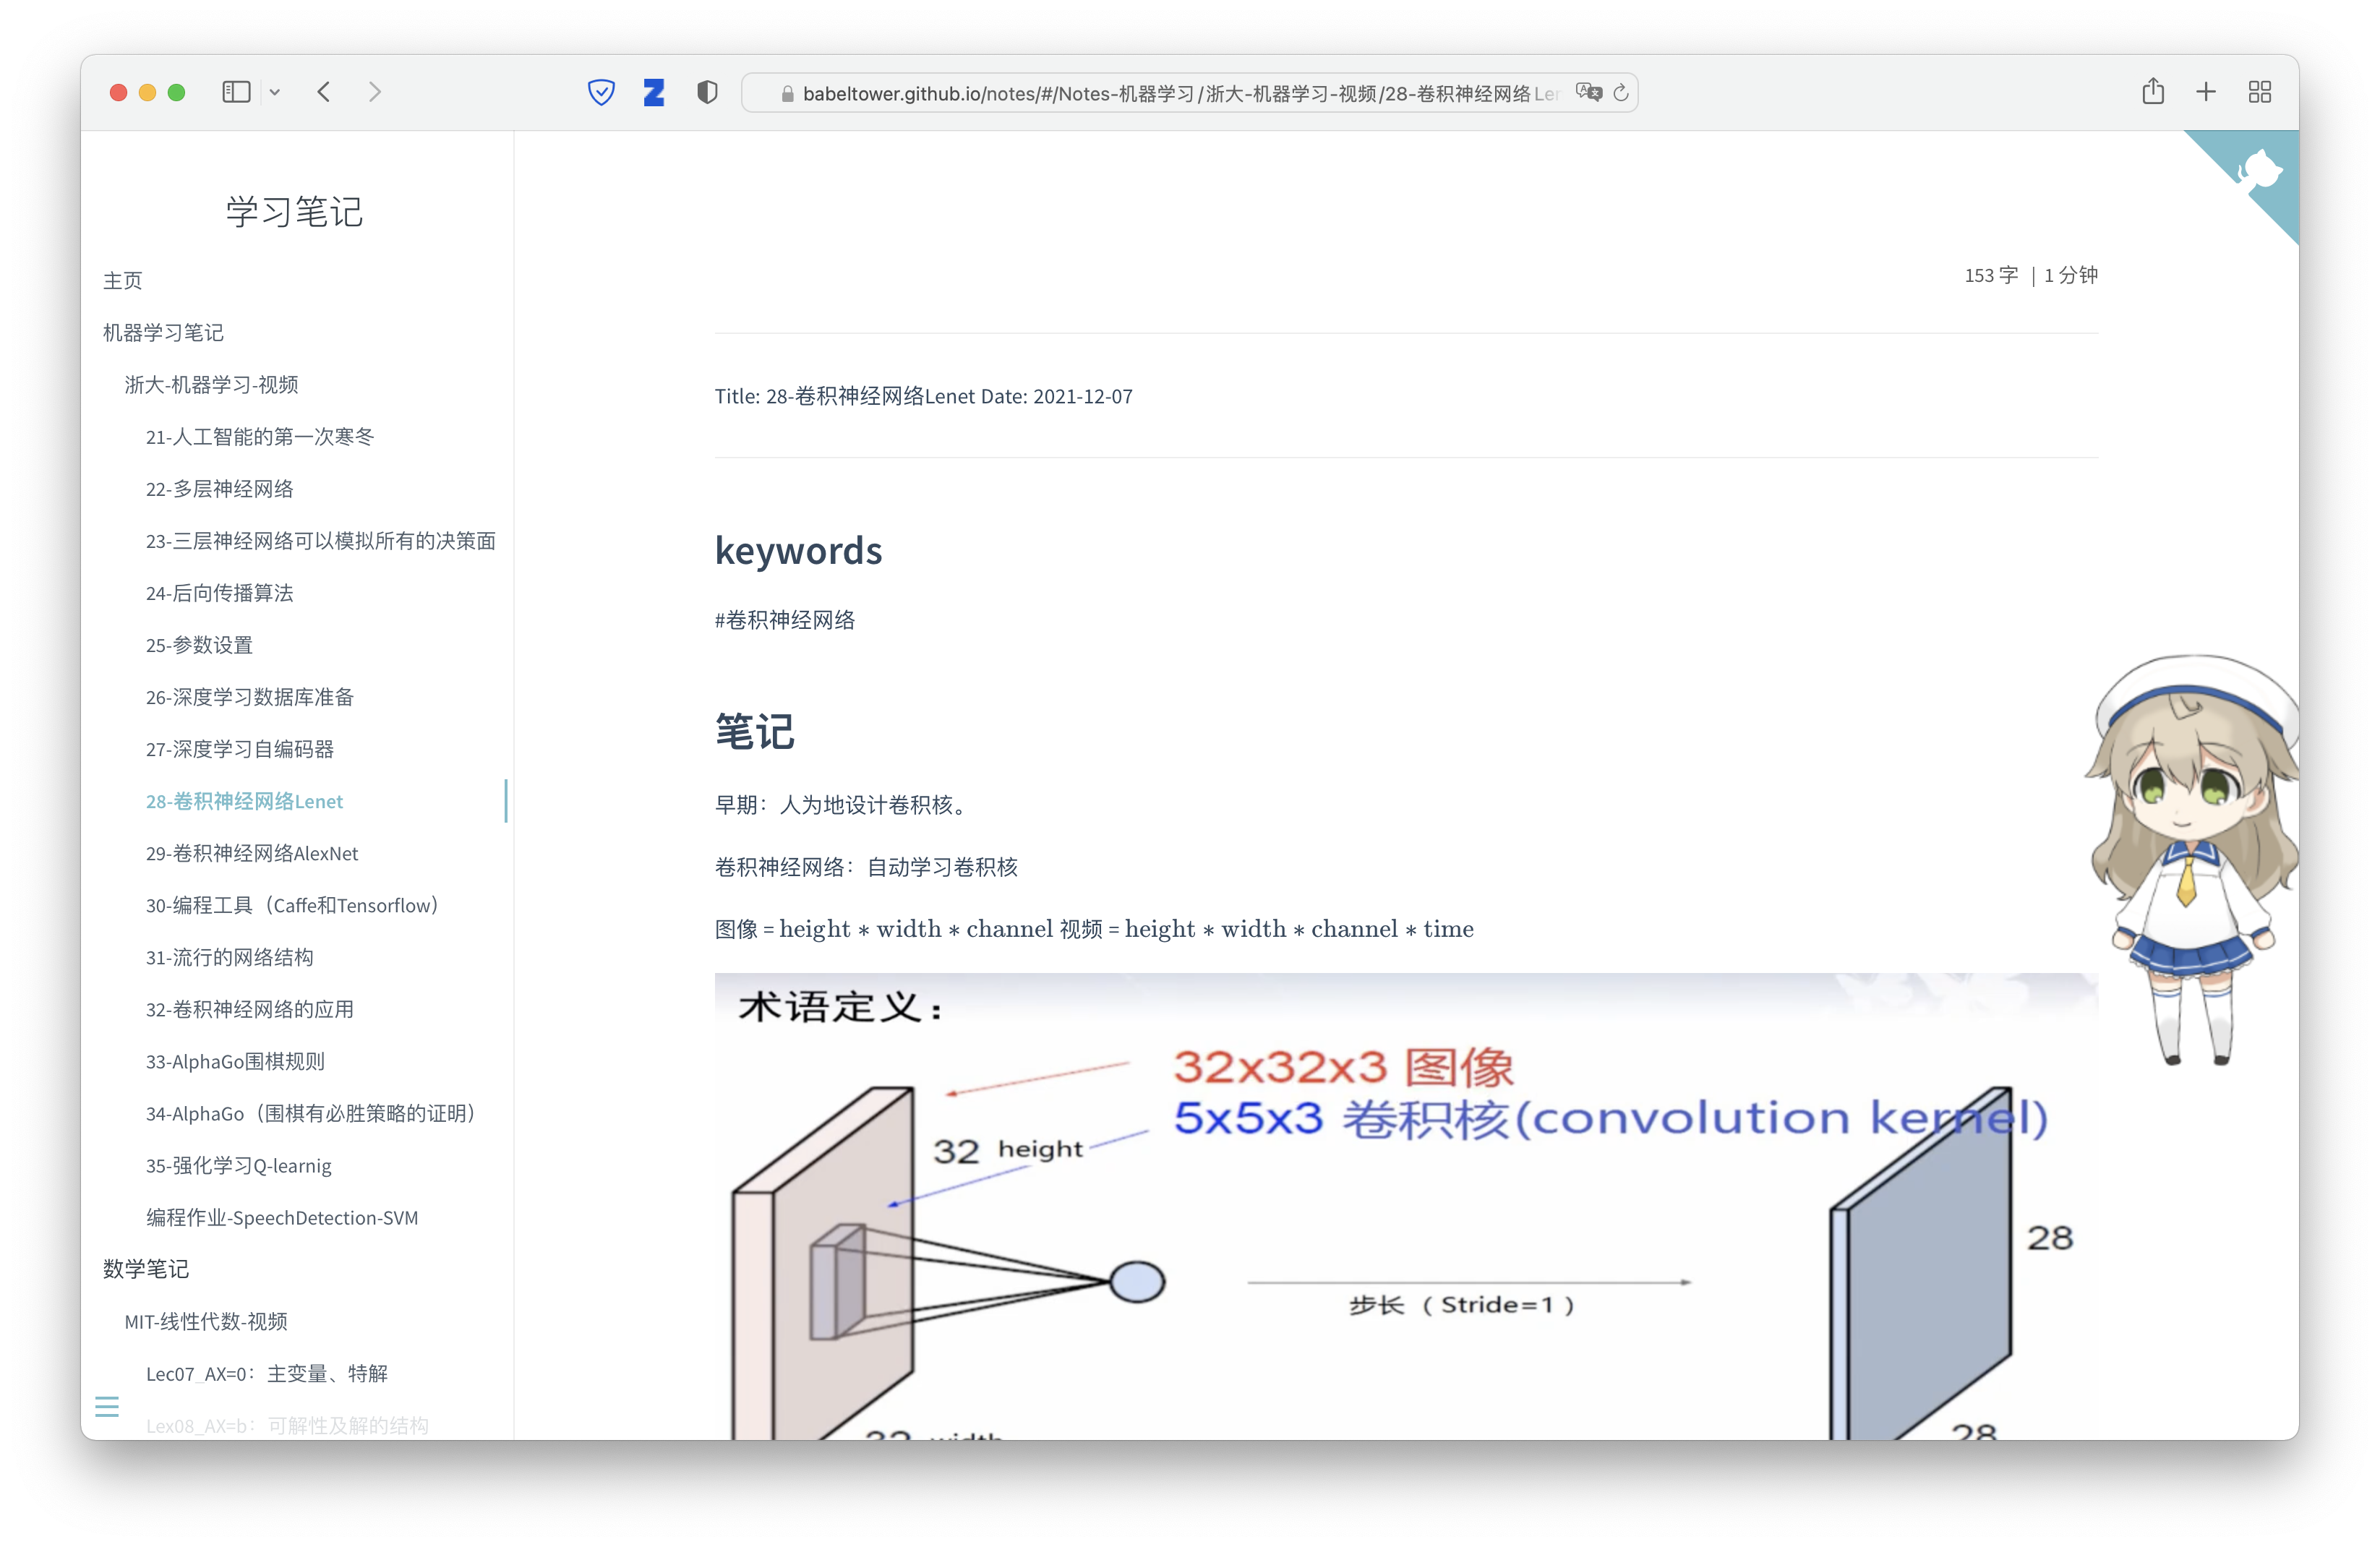 babeltower.github.io/notes/#/Notes-机器学习/浙大-机器学习-视频/28-卷积神经网络Len
学习笔记
主页
机器学习笔记
浙大-机器学习-视频
21-人工智能的第一次寒冬
22-多层神经网络
23-三层神经网络可以模拟所有的决策面
24-后向传播算法
25-参数设置
26-深度学习数据库准备
27-深度学习自编码器
28-卷积神经网络Lenet
29-卷积神经网络AlexNet
30-编程工具（Caffe和Tensorflow）
31-流行的网络结构
32-卷积神经网络的应用
33-AlphaGo围棋规则
34-AlphaGo（围棋有必胜策略的证明）
35-强化学习Q-learnig
编程作业-SpeechDetection-SVM
数学笔记
MIT-线性代数-视频
Lec07_AX=0：主变量、特解
Lex08_AX=b：可解性及解的结构
153 字 | 1 分钟
Title: 28-卷积神经网络Lenet Date: 2021-12-07
keywords
#卷积神经网络
笔记
早期：人为地设计卷积核。
卷积神经网络：自动学习卷积核
图像 = height * width * channel 视频 = height * width * channel * time
术语定义：
32x32x3 图像
5x5x3 卷积核(convolution kernel)
32 height
28
步长（Stride=1）
32 width
28